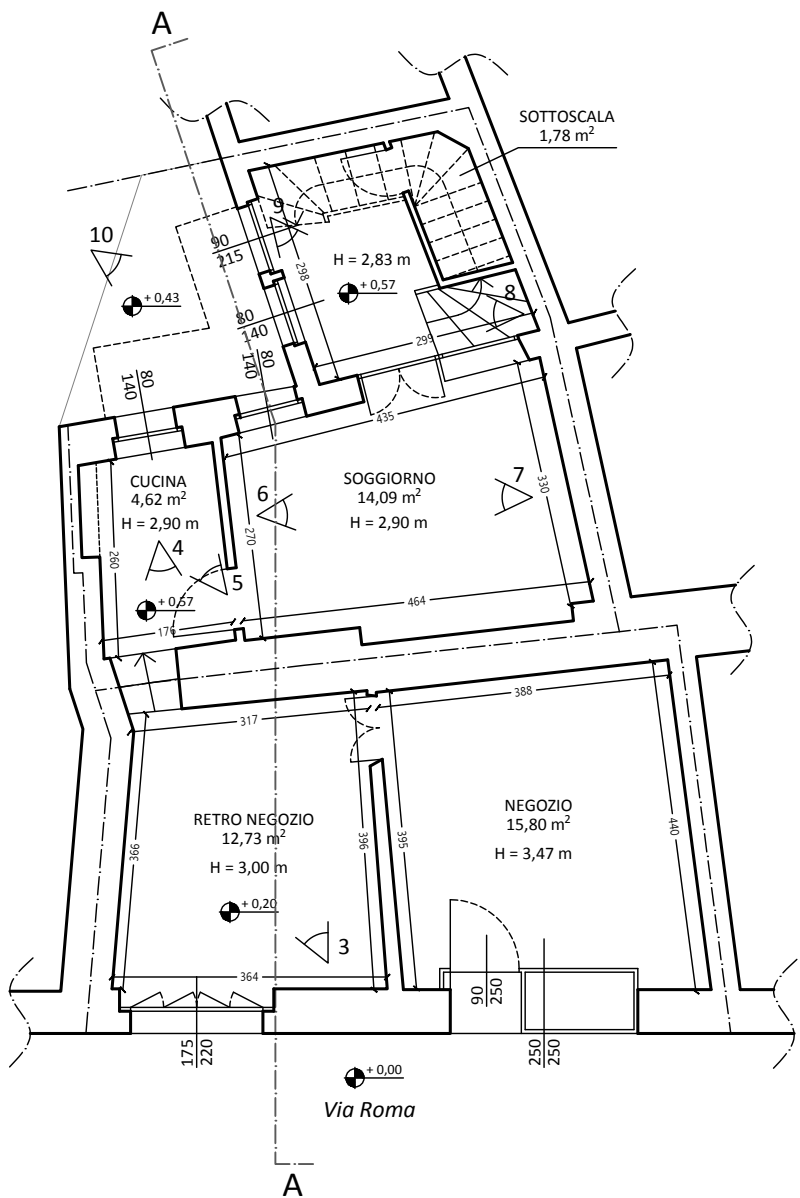 A
SOTTOSCALA
1,78 m²
9
10
90
215
H = 2,83 m
+ 0,57
298
8
+ 0,43
80
140
299
80
140
80
140
435
CUCINA
4,62 m²
H = 2,90 m
SOGGIORNO
14,09 m²
H = 2,90 m
6
7
330
4
270
260
5
+ 0,57
464
176
317
388
RETRO NEGOZIO
12,73 m²
H = 3,00 m
NEGOZIO
15,80 m²
H = 3,47 m
366
396
395
440
+ 0,20
3
364
90
250
175
220
250
250
+ 0,00
Via Roma
A